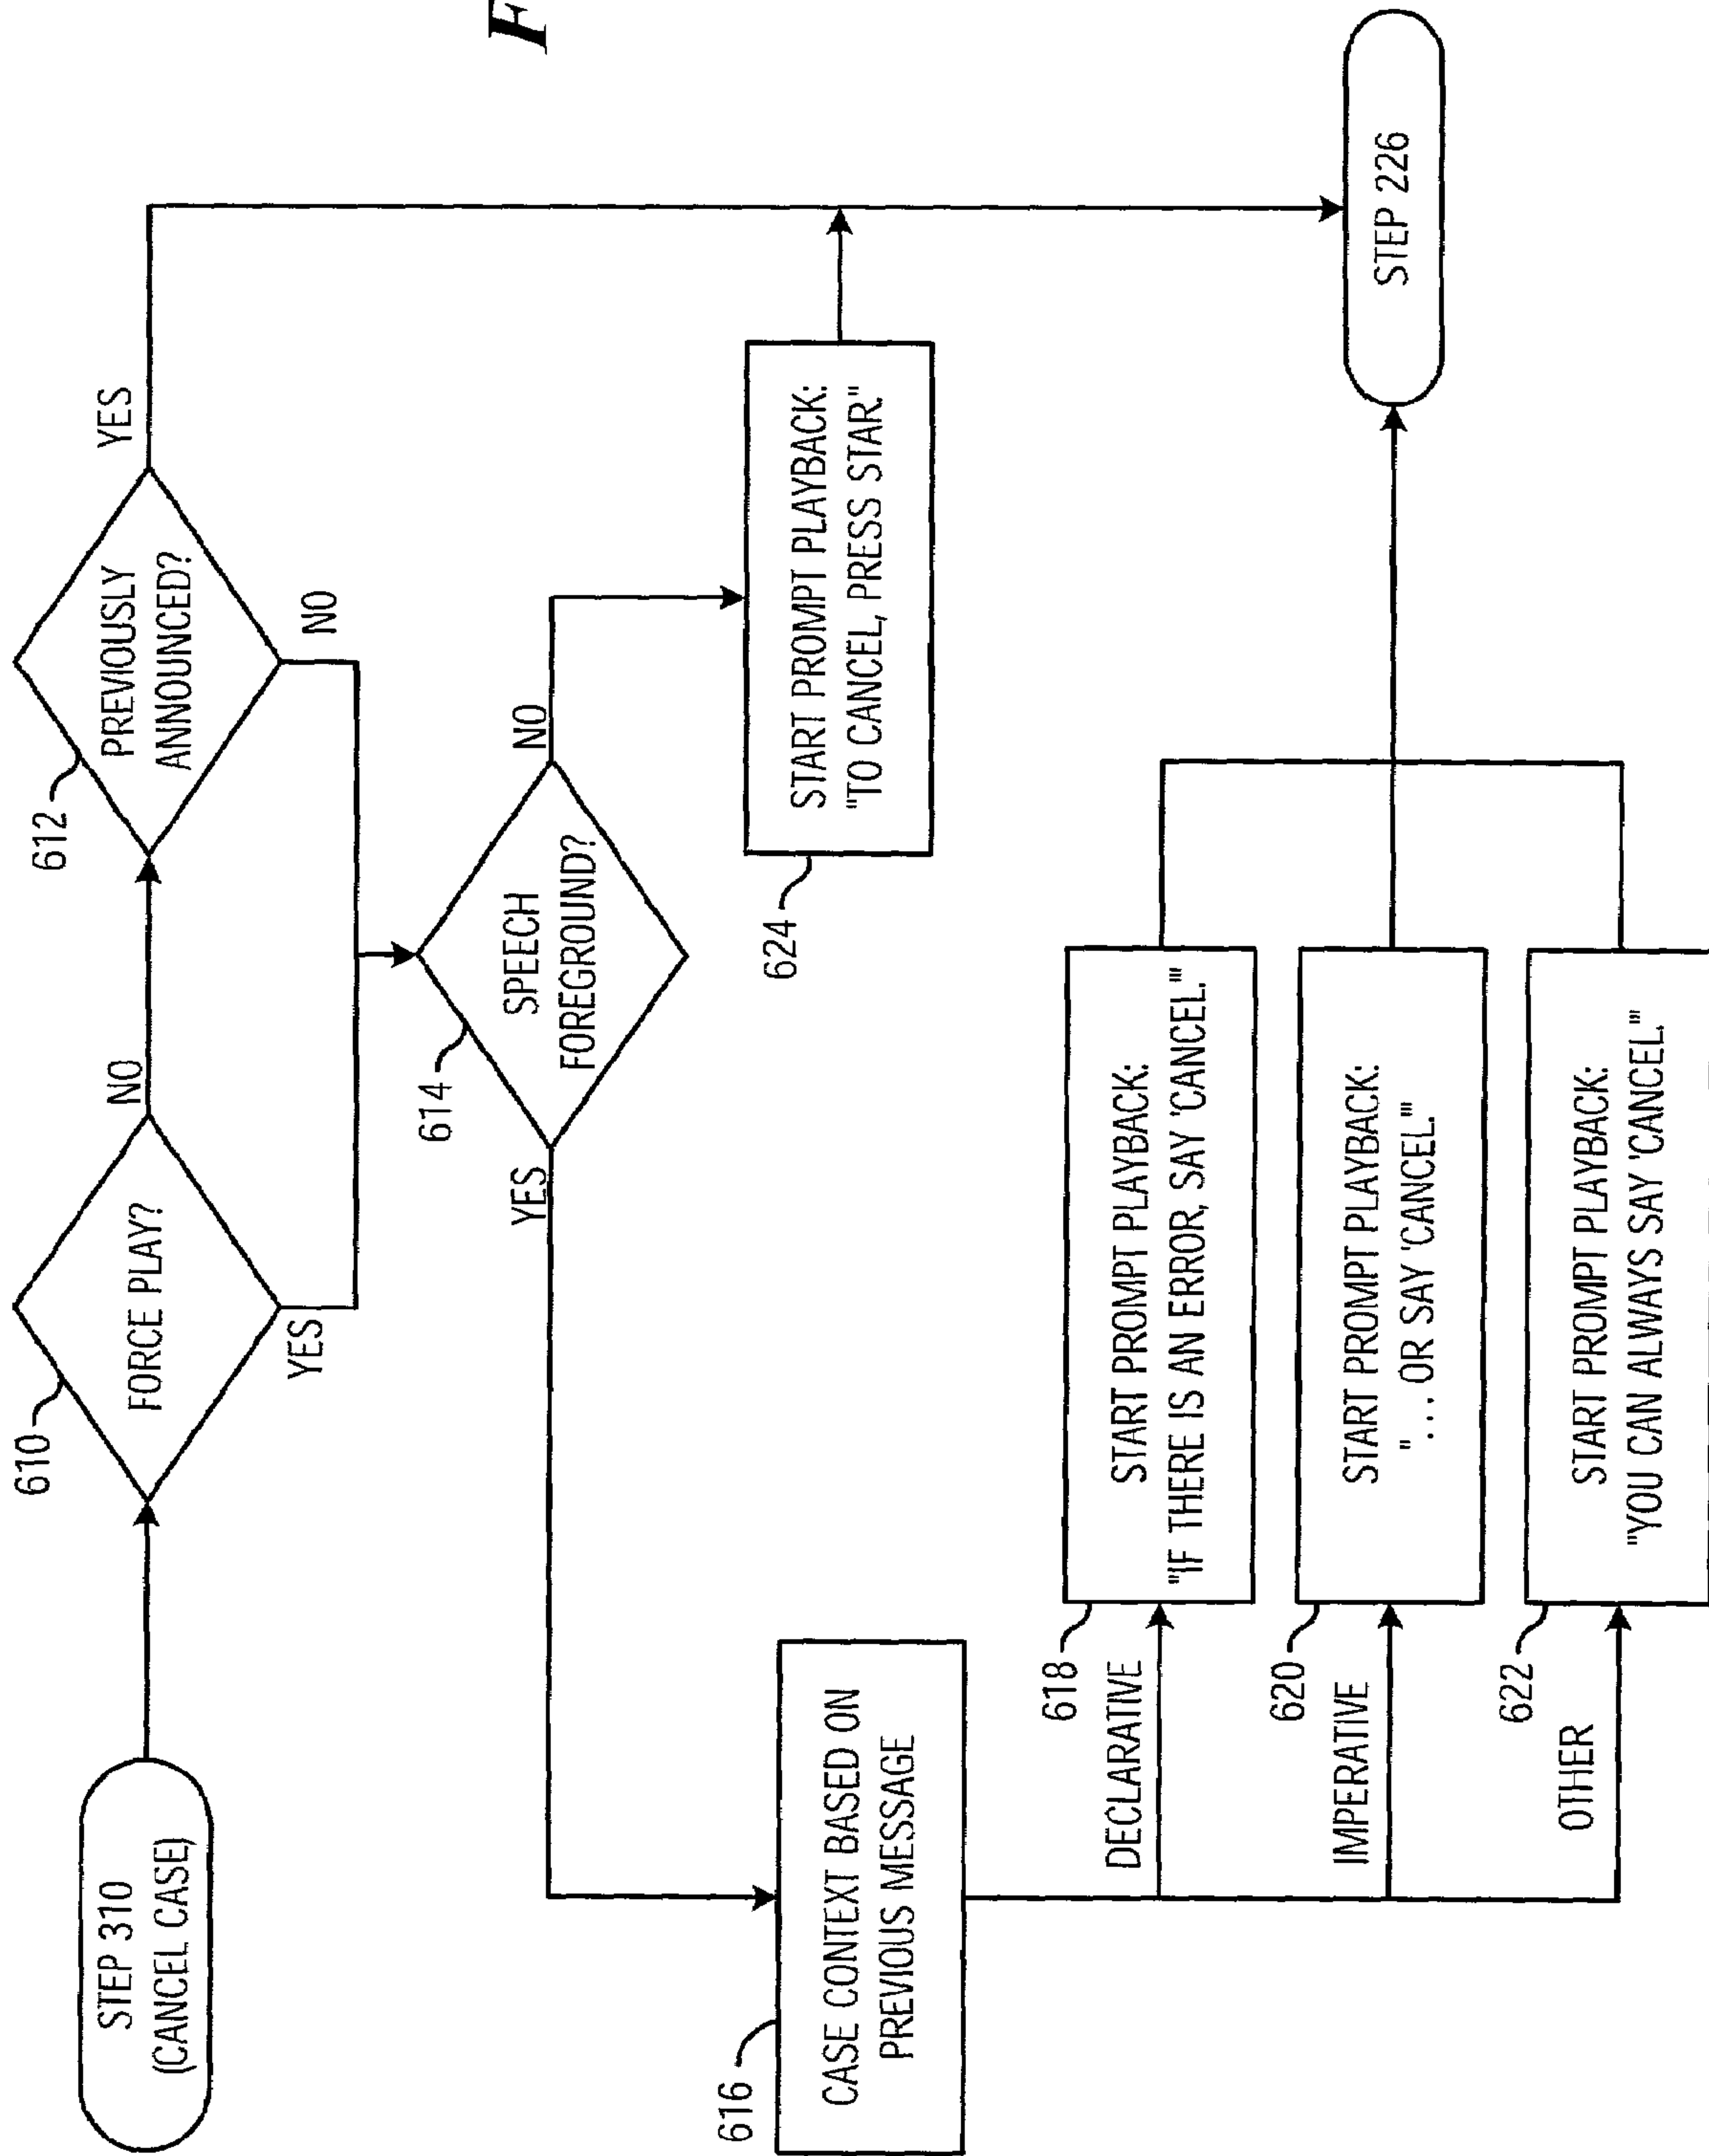 STEP 310
(CANCEL CASE)
610
FORCE PLAY?
NO
YES
612
PREVIOUSLY
ANNOUNCED?
YES
NO
614
SPEECH
FOREGROUND?
NO
YES
624
START PROMPT PLAYBACK:
"TO CANCEL, PRESS STAR."
616
CASE CONTEXT BASED ON
PREVIOUS MESSAGE
DECLARATIVE
618
START PROMPT PLAYBACK:
"IF THERE IS AN ERROR, SAY 'CANCEL.'"
IMPERATIVE
620
START PROMPT PLAYBACK:
"...OR SAY 'CANCEL.'"
OTHER
622
START PROMPT PLAYBACK:
"YOU CAN ALWAYS SAY 'CANCEL.'"
STEP 226
F